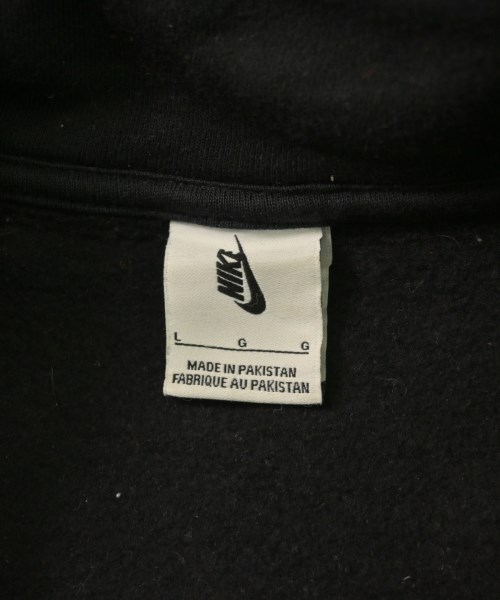 NIKE
L G G
MADE IN PAKISTAN
FABRIQUE AU PAKISTAN